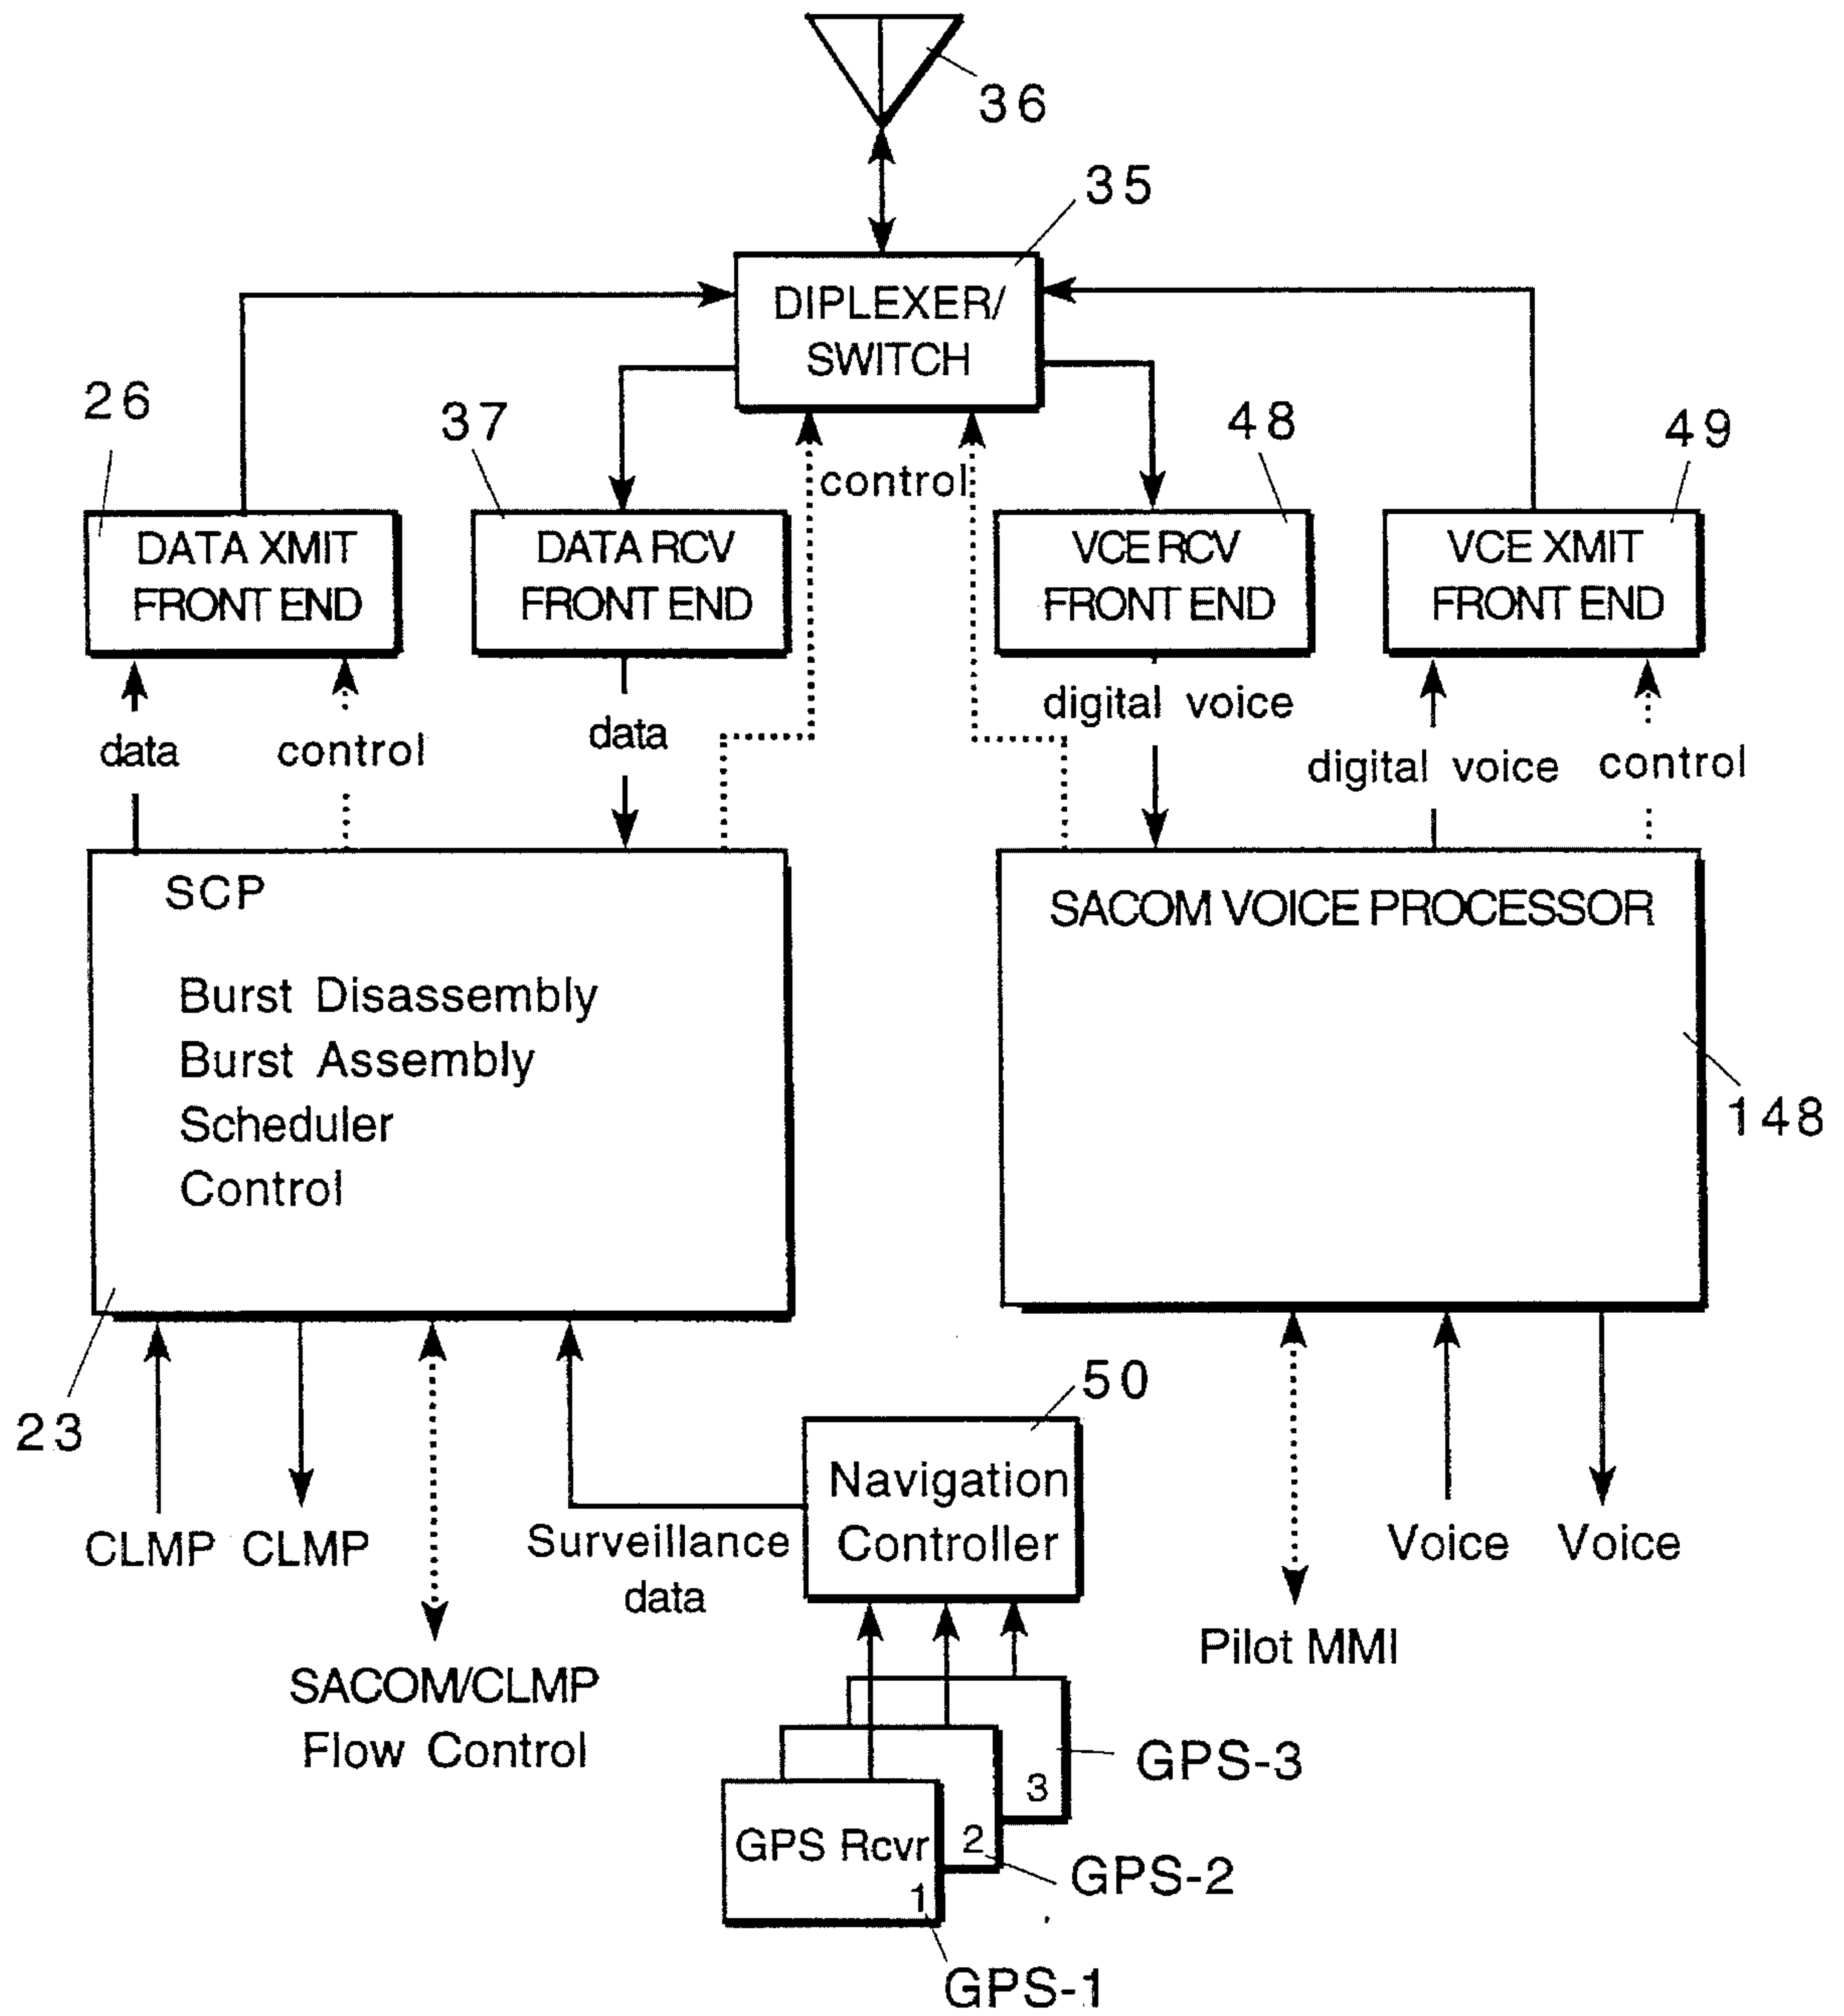 36
35
DIPLEXER/
SWITCH
26
37
48
49
control
DATA XMIT
FRONT END
DATA RCV
FRONT END
VCE RCV
FRONT END
VCE XMIT
FRONT END
data
control
data
digital voice
digital voice
control
SCP
Burst Disassembly
Burst Assembly
Scheduler
Control
SACOM VOICE PROCESSOR
148
23
50
CLMP
CLMP
Surveillance
data
Navigation
Controller
Voice
Voice
SACOM/CLMP
Flow Control
Pilot MMI
GPS-3
3
GPS Rcvr
1
2
GPS-2
GPS-1